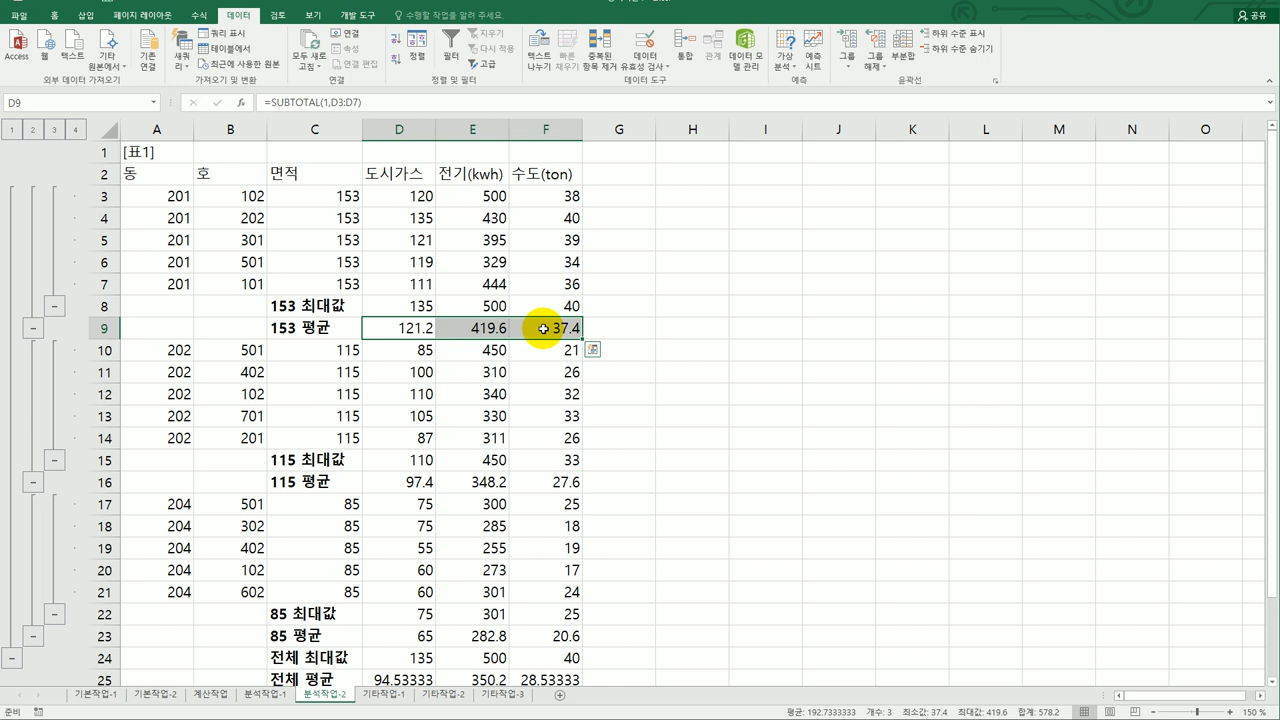 파일 홈 삽입 페이지 레이아웃 수식 데이터 검토 보기 개발 도구 수행할 작업을 알려 주세요. 공유
Access 웹 텍스트 기타 원본에서 기존 연결 새쿼리 쿼리 표시 테이블에서 최근에 사용한 원본 모두 새로 고침 연결 속성 연결 편집 정렬 필터 지우기 다시 적용 고급 텍스트 나누기 빠른 채우기 중복된 항목 제거 데이터 유효성 검사 통합 관계 데이터 모델 관리 가상 분석 예측 시트 그룹 그룹 해제 부분합 하위 수준 표시 하위 수준 숨기기
외부 데이터 가져오기 가져오기 및 변환 연결 정렬 및 필터 데이터 도구 예측 윤곽선
D9 =SUBTOTAL(1,D3:D7)
1 2 3 4 A B C D E F G H I J K L M N O
1 [표1]
2 동 호 면적 도시가스 전기(kwh) 수도(ton)
3 201 102 153 120 500 38
4 201 202 153 135 430 40
5 201 301 153 121 395 39
6 201 501 153 119 329 34
7 201 101 153 111 444 36
8 153 최대값 135 500 40
9 153 평균 121.2 419.6 37.4
10 202 501 115 85 450 21
11 202 402 115 100 310 26
12 202 102 115 110 340 32
13 202 701 115 105 330 33
14 202 201 115 87 311 26
15 115 최대값 110 450 33
16 115 평균 97.4 348.2 27.6
17 204 501 85 75 300 25
18 204 302 85 75 285 18
19 204 402 85 55 255 19
20 204 102 85 60 273 17
21 204 602 85 60 301 24
22 85 최대값 75 301 25
23 85 평균 65 282.8 20.6
24 전체 최대값 135 500 40
25 전체 평균 94.53333 350.2 28.53333
기본작업-1 기본작업-2 계산작업 분석작업-1 분석작업-2 기타작업-1 기타작업-2 기타작업-3
준비 평균: 192.7333333 개수: 3 최소값: 37.4 최대값: 419.6 합계: 578.2 150 %